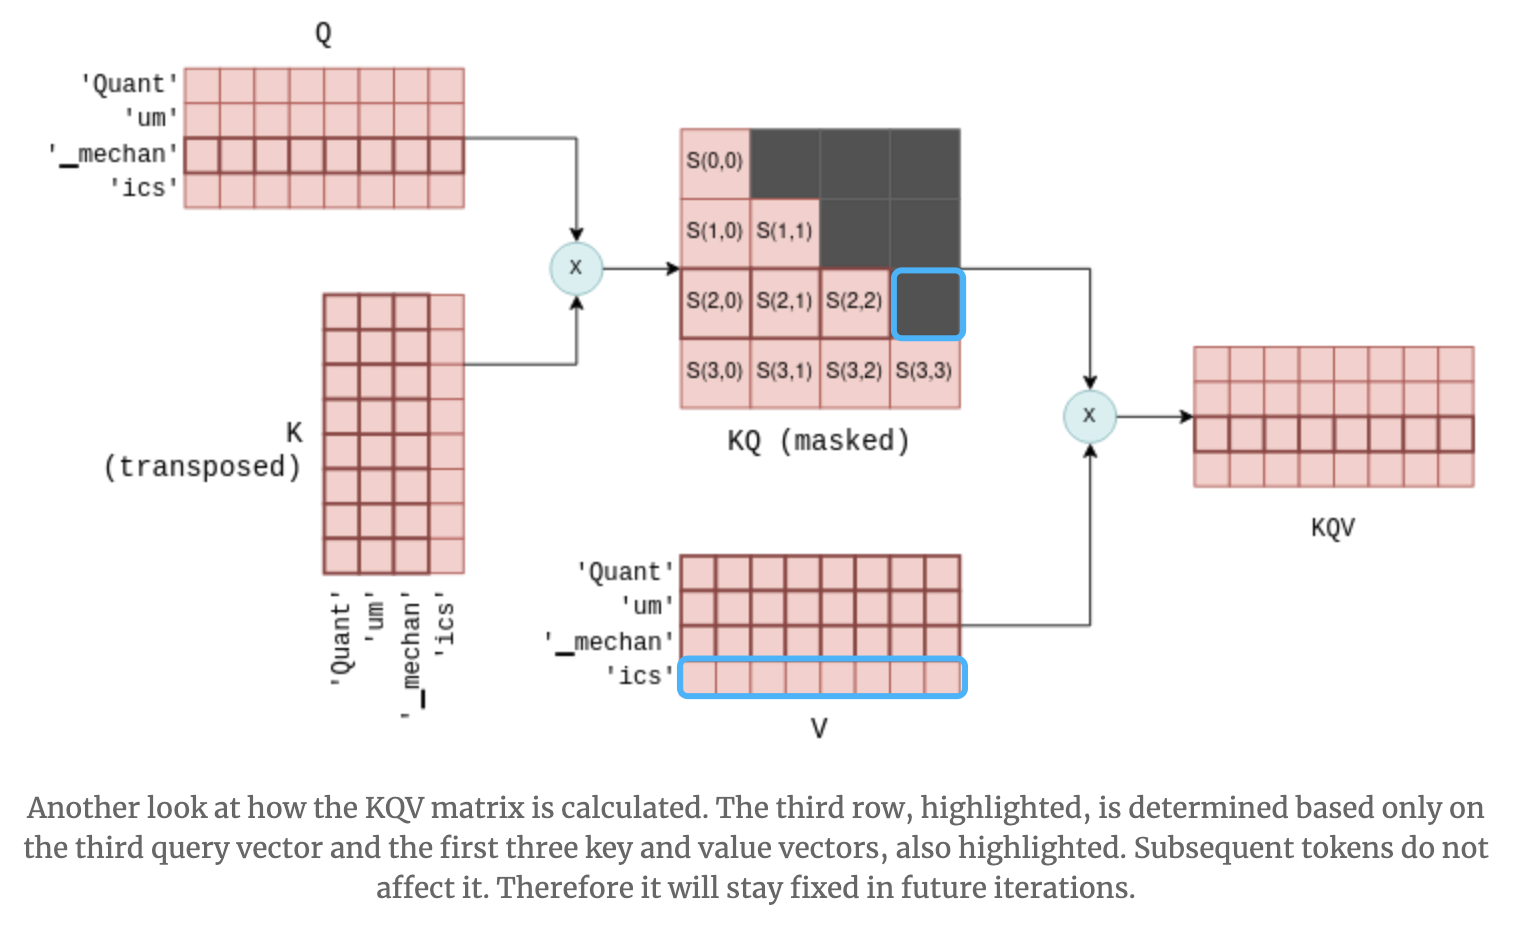 Q
'Quant'
'um'
'_mechan'
'ics'
X
K
(transposed)
'Quant'
'um'
'_mechan'
'ics'
S(0,0)
S(1,0) S(1,1)
S(2,0) S(2,1) S(2,2)
S(3,0) S(3,1) S(3,2) S(3,3)
KQ (masked)
X
'Quant'
'um'
'_mechan'
'ics'
V
KQV
Another look at how the KQV matrix is calculated. The third row, highlighted, is determined based only on
the third query vector and the first three key and value vectors, also highlighted. Subsequent tokens do not
affect it. Therefore it will stay fixed in future iterations.